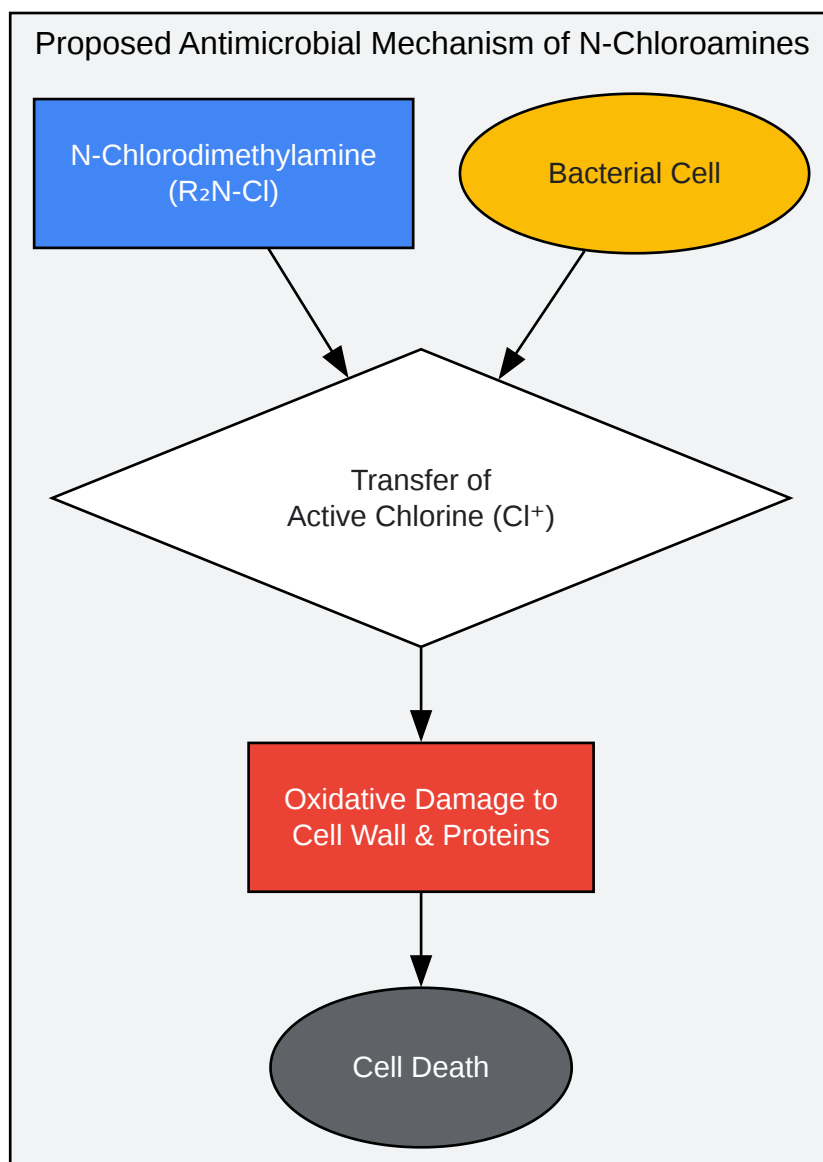 Proposed Antimicrobial Mechanism of N-Chloroamines
N-Chlorodimethylamine
(R₂N-Cl)
Bacterial Cell
Transfer of
Active Chlorine (Cl⁺)
Oxidative Damage to
Cell Wall & Proteins
Cell Death